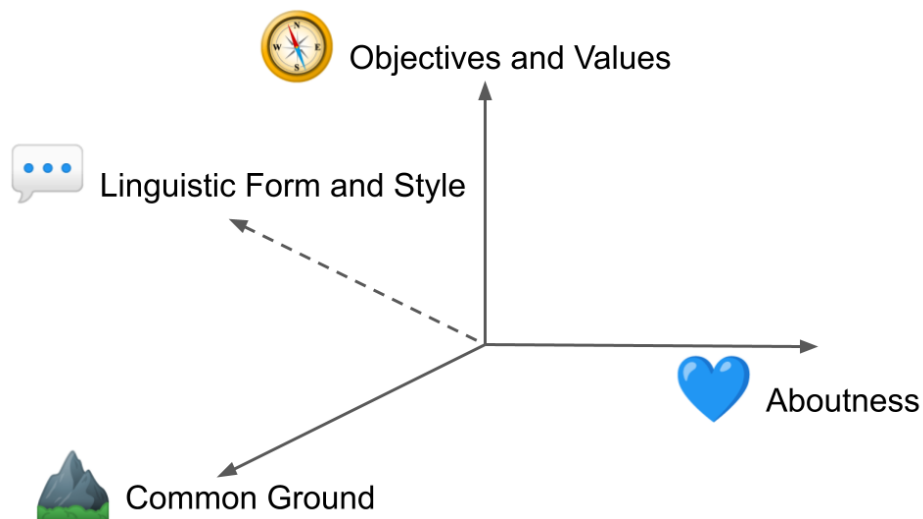 N
W E
S
Objectives and Values
Linguistic Form and Style
Aboutness
Common Ground